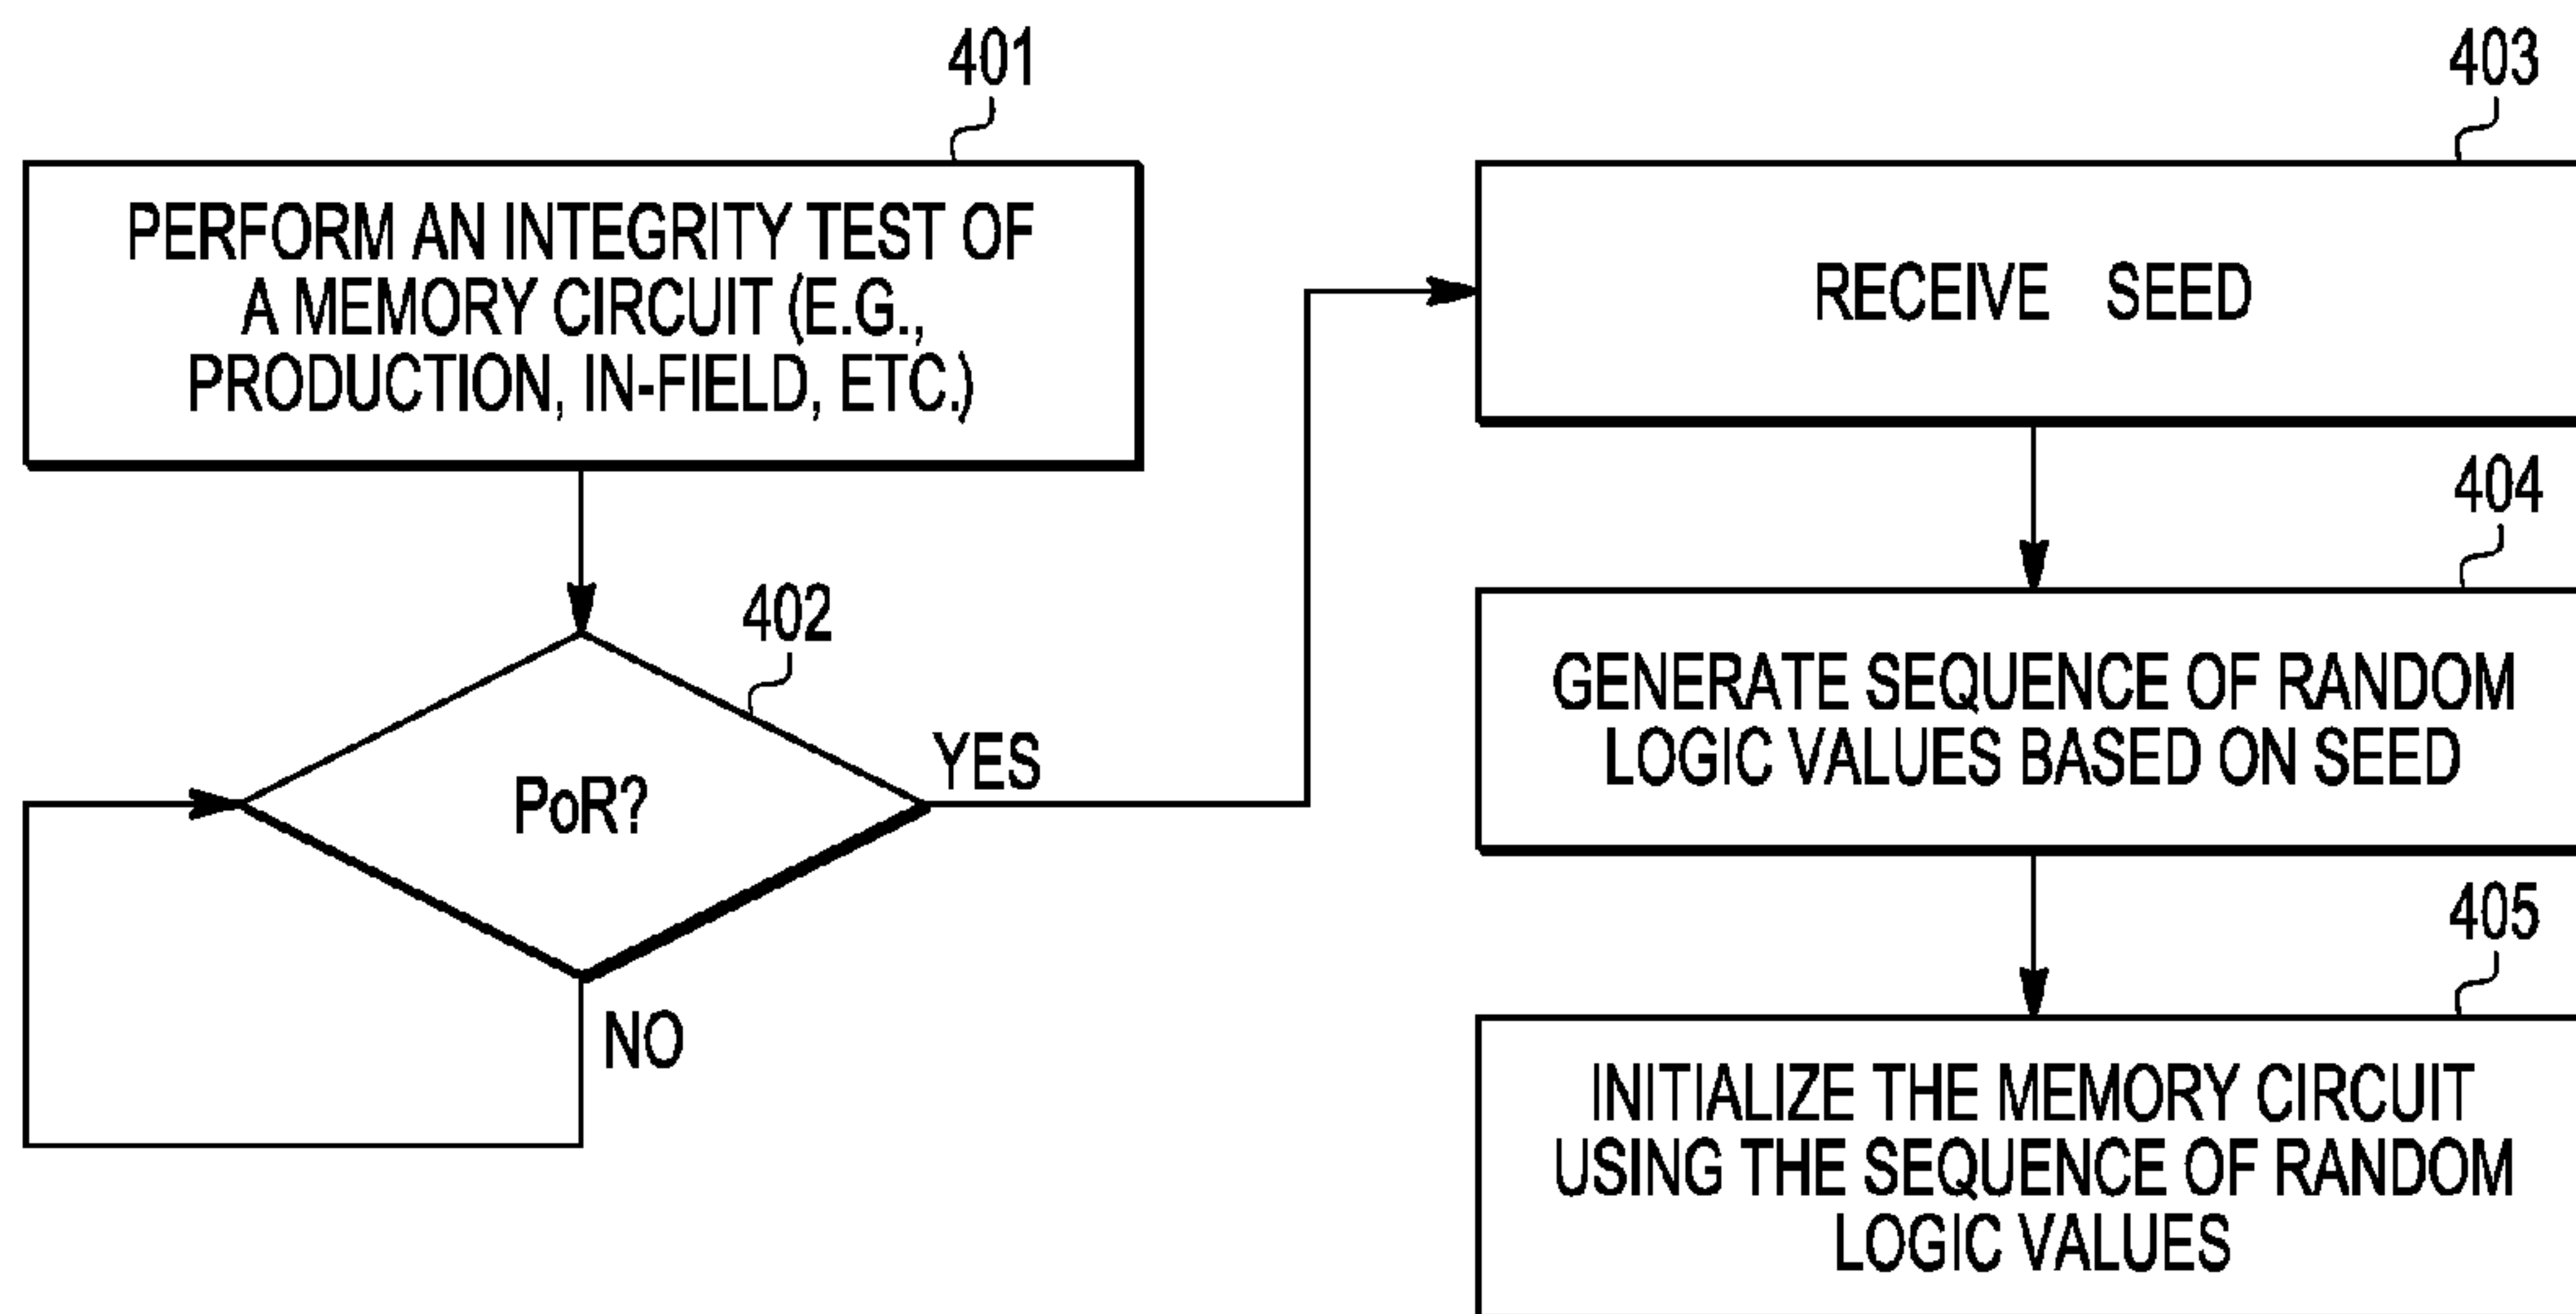 401
PERFORM AN INTEGRITY TEST OF
A MEMORY CIRCUIT (E.G.,
PRODUCTION, IN-FIELD, ETC.)
402
PoR?
YES
NO
403
RECEIVE SEED
404
GENERATE SEQUENCE OF RANDOM
LOGIC VALUES BASED ON SEED
405
INITIALIZE THE MEMORY CIRCUIT
USING THE SEQUENCE OF RANDOM
LOGIC VALUES